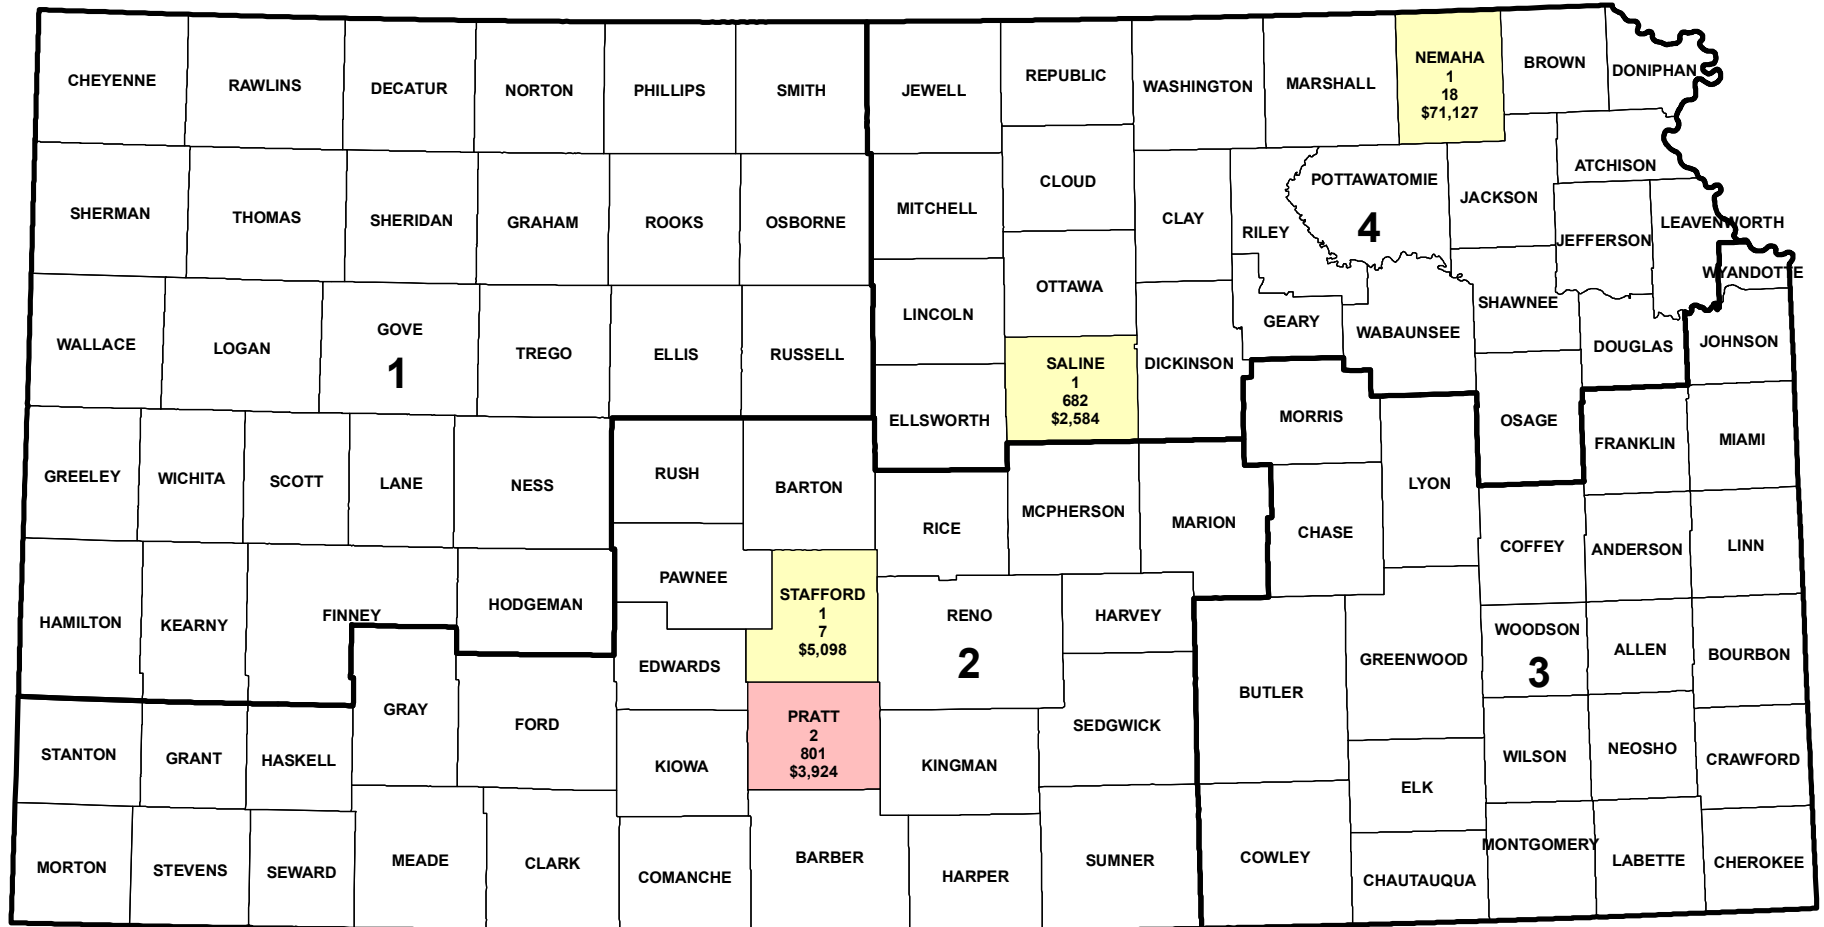 CHEYENNE
RAWLINS
DECATUR
NORTON
PHILLIPS
SMITH
JEWELL
REPUBLIC
WASHINGTON
MARSHALL
NEMAHA
1
18
$71,127
BROWN
DONIPHAN
SHERMAN
THOMAS
SHERIDAN
GRAHAM
ROOKS
OSBORNE
MITCHELL
CLOUD
CLAY
RILEY
POTTAWATOMIE
4
JACKSON
ATCHISON
JEFFERSON
LEAVENWORTH
WYANDOTTE
WALLACE
LOGAN
GOVE
1
TREGO
ELLIS
RUSSELL
LINCOLN
OTTAWA
SALINE
1
682
$2,584
DICKINSON
GEARY
WABAUNSEE
SHAWNEE
DOUGLAS
JOHNSON
ELLSWORTH
MORRIS
OSAGE
FRANKLIN
MIAMI
GREELEY
WICHITA
SCOTT
LANE
NESS
RUSH
BARTON
RICE
MCPHERSON
MARION
CHASE
LYON
COFFEY
ANDERSON
LINN
HAMILTON
KEARNY
FINNEY
HODGEMAN
PAWNEE
STAFFORD
1
7
$5,098
EDWARDS
RENO
2
HARVEY
BUTLER
GREENWOOD
WOODSON
3
ALLEN
BOURBON
STANTON
GRANT
HASKELL
GRAY
FORD
KIOWA
PRATT
2
801
$3,924
KINGMAN
SEDGWICK
ELK
WILSON
NEOSHO
CRAWFORD
MORTON
STEVENS
SEWARD
MEADE
CLARK
COMANCHE
BARBER
HARPER
SUMNER
COWLEY
CHAUTAUQUA
MONTGOMERY
LABETTE
CHEROKEE